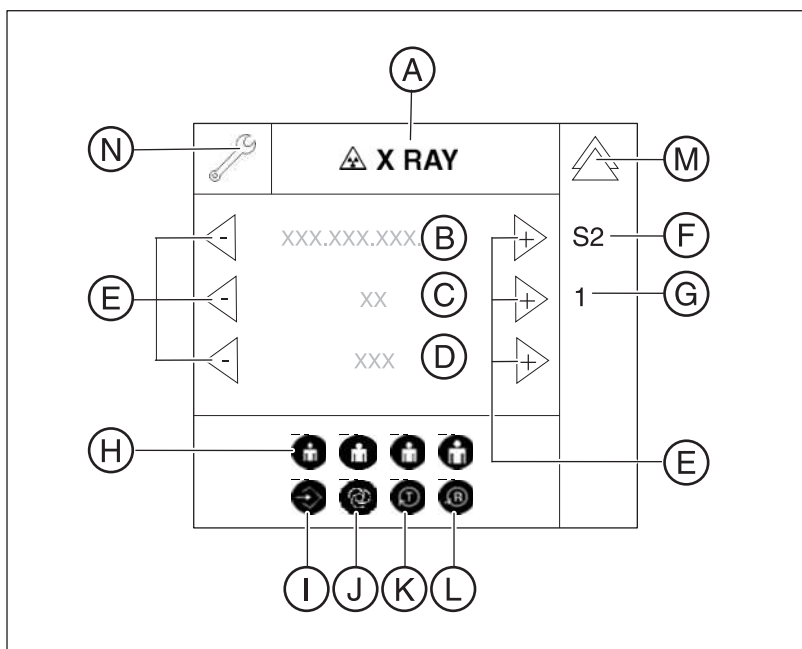 A
N
X RAY
M
- XXX.XXX.XXX. B + S2 F
E - XX C + 1 G
- XXX D +
H
E
T R
I J K L